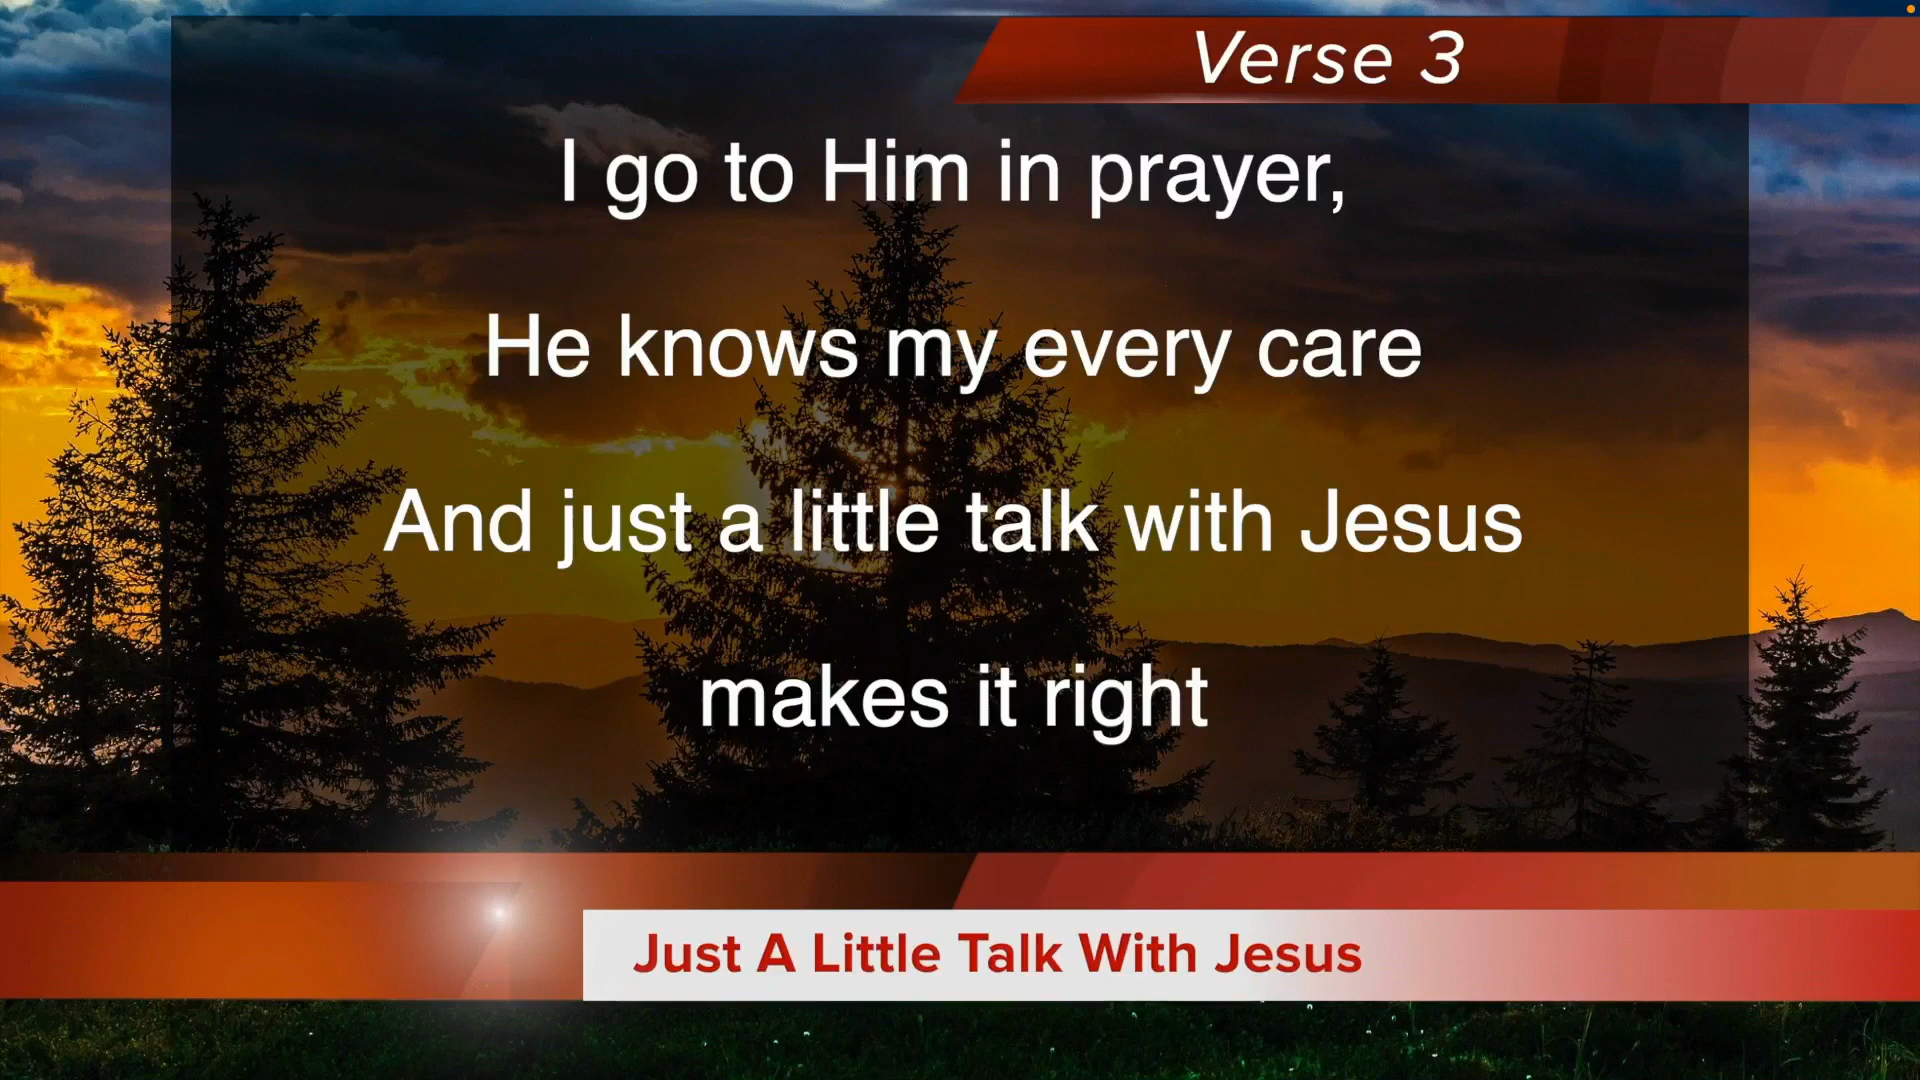 Verse 3
I go to Him in prayer,
He knows my every care
And just a little talk with Jesus
makes it right
Just A Little Talk With Jesus